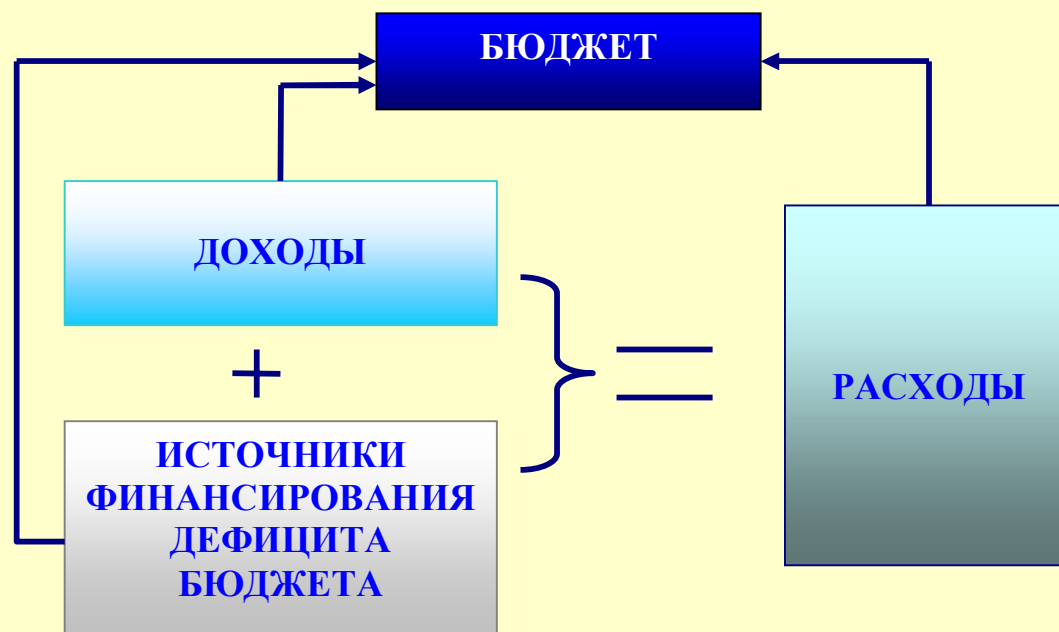 БЮДЖЕТ
ДОХОДЫ
+
ИСТОЧНИКИ
ФИНАНСИРОВАНИЯ
ДЕФИЦИТА
БЮДЖЕТА
=
РАСХОДЫ